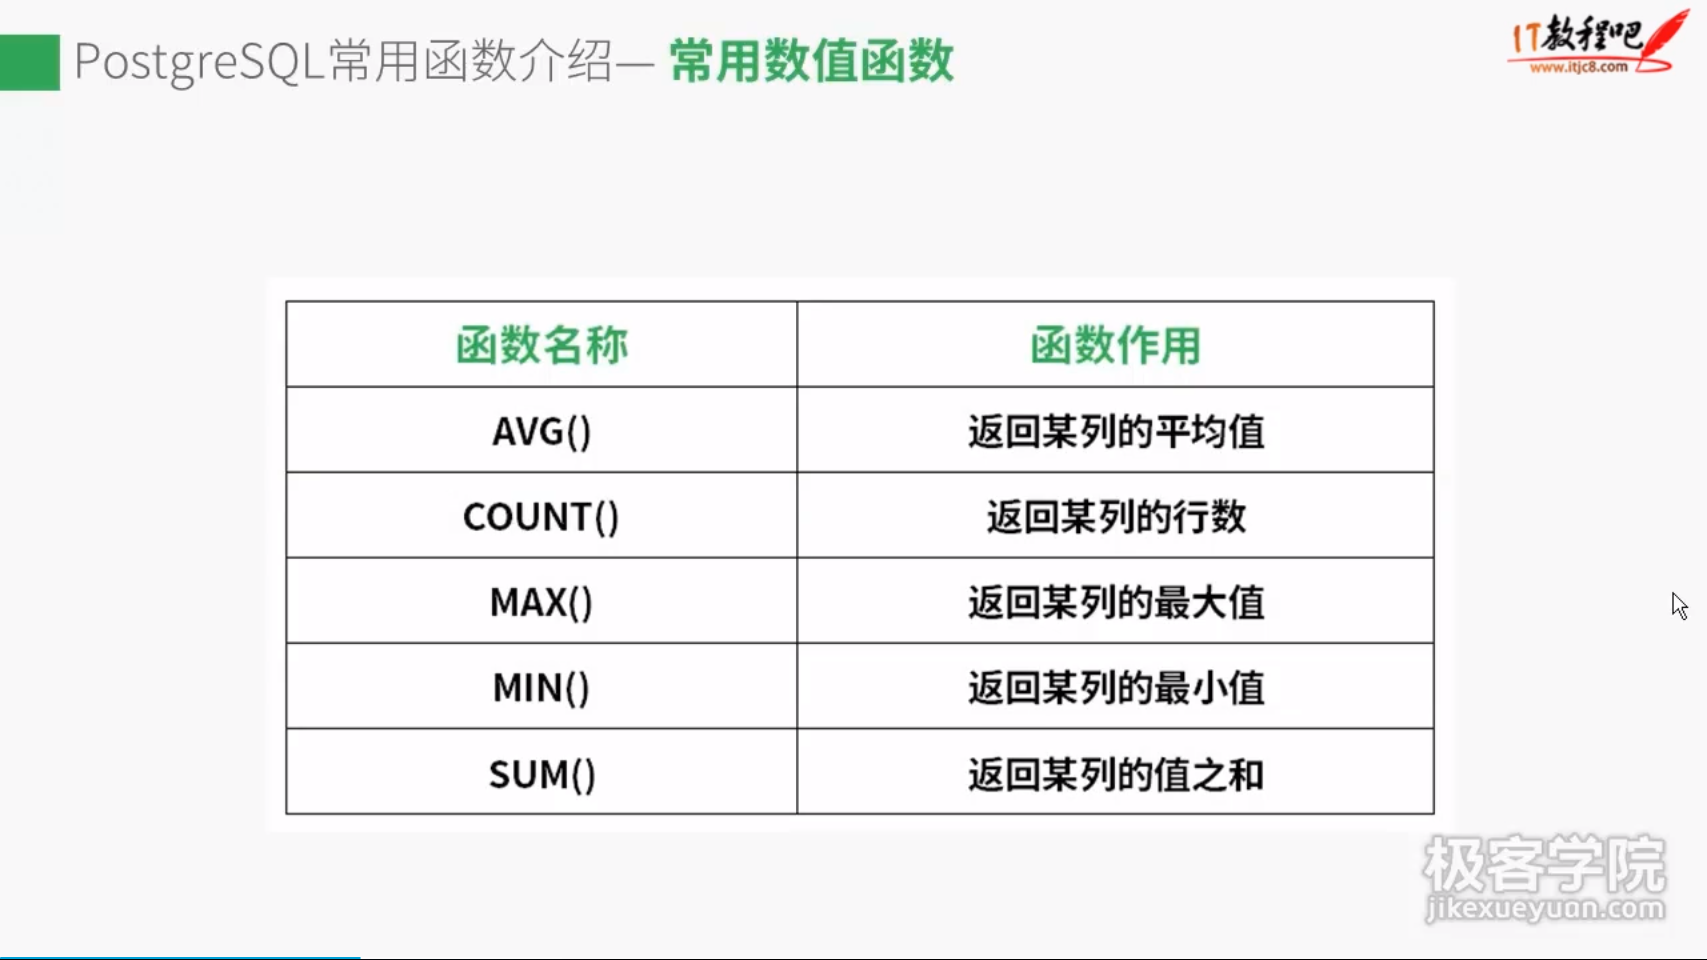 PostgreSQL常用函数介绍— 常用数值函数
IT教程吧
www.itjc8.com
函数名称 函数作用
AVG() 返回某列的平均值
COUNT() 返回某列的行数
MAX() 返回某列的最大值
MIN() 返回某列的最小值
SUM() 返回某列的值之和
极客学院
jikexueyuan.com